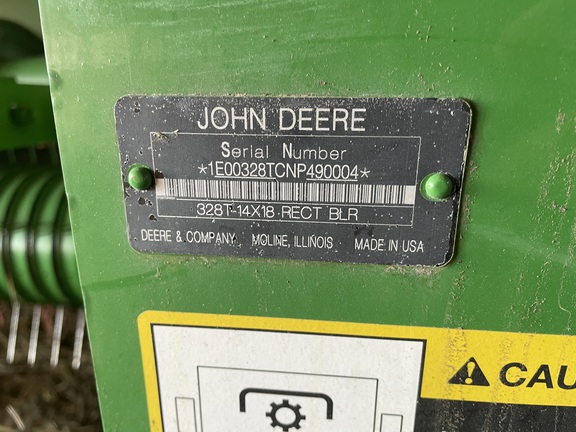 JOHN DEERE
Serial Number
*1E00328TCNP490004*
328T-14X18 RECT BLR
DEERE & COMPANY MOLINE, ILLINOIS MADE IN USA
CAU